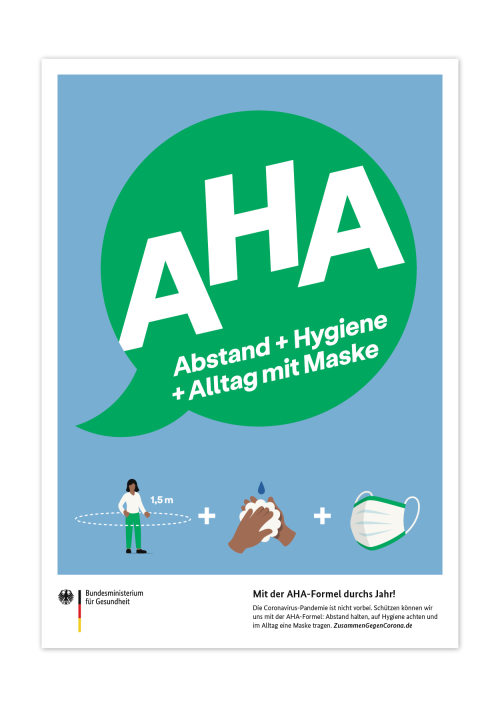 AHA
Abstand + Hygiene
+ Alltag mit Maske
1,5 m
+
+
Bundesministerium
für Gesundheit
Mit der AHA-Formel durchs Jahr!
Die Coronavirus-Pandemie ist nicht vorbei. Schützen können wir
uns mit der AHA-Formel: Abstand halten, auf Hygiene achten und
im Alltag eine Maske tragen. ZusammenGegenCorona.de